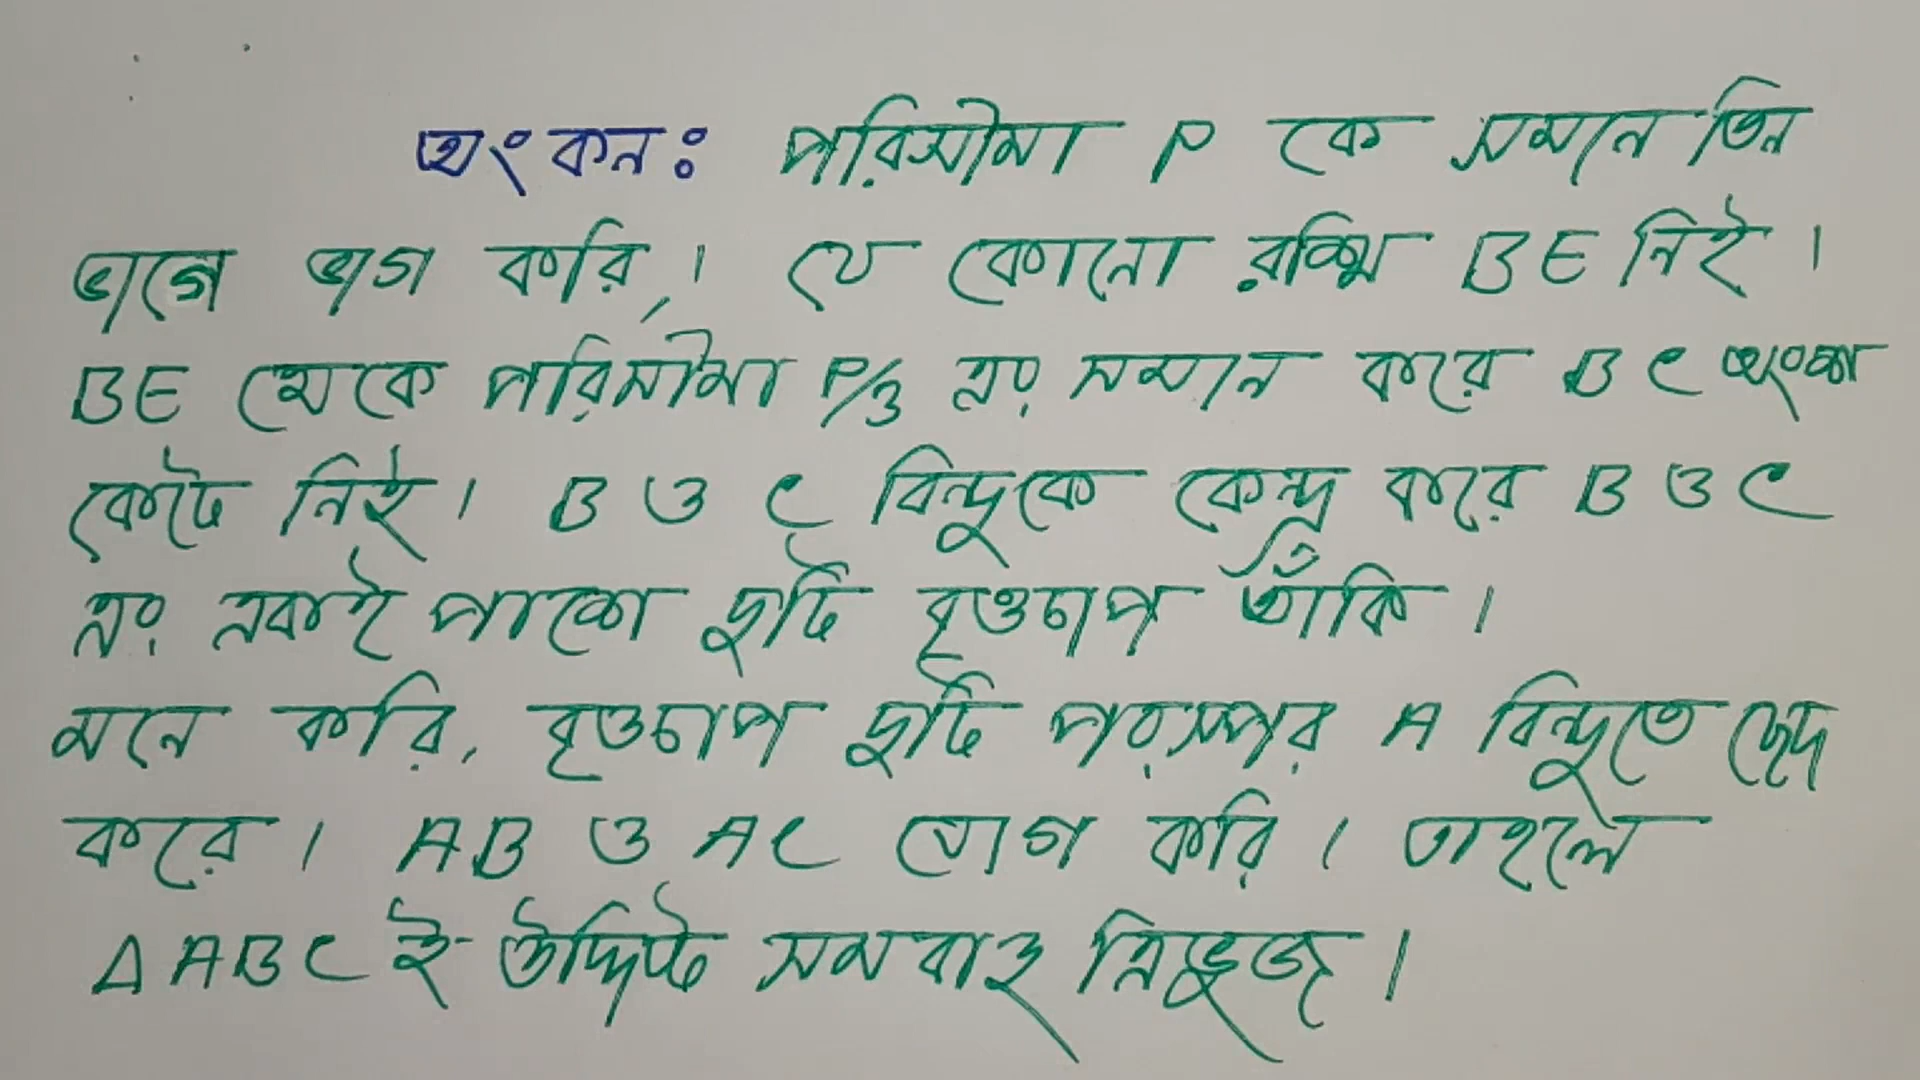 অংকন: পরিসীমা P কে সমান তিন
ভাগে ভাগ করি। যে কোনো রশ্মি BE নিই।
BE থেকে পরিসীমা P/3 এর সমান করে BC অংশ
কেটে নিই। B ও C বিন্দুকে কেন্দ্র করে B ও C
এর একই পাশে দুটি বৃত্তচাপ আঁকি।
মনে করি, বৃত্তচাপ দুটি পরস্পর A বিন্দুতে ছেদ
করে। AB ও AC যোগ করি। তাহলে
Δ ABC ই উদ্দিষ্ট সমবাহু ত্রিভুজ।